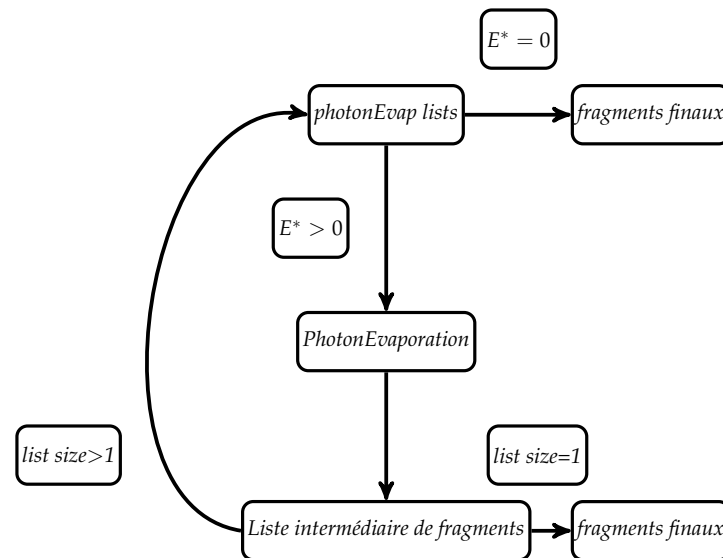 E* = 0
photonEvap lists
fragments finaux
E* > 0
PhotonEvaporation
list size>1
list size=1
Liste intermédiaire de fragments
fragments finaux